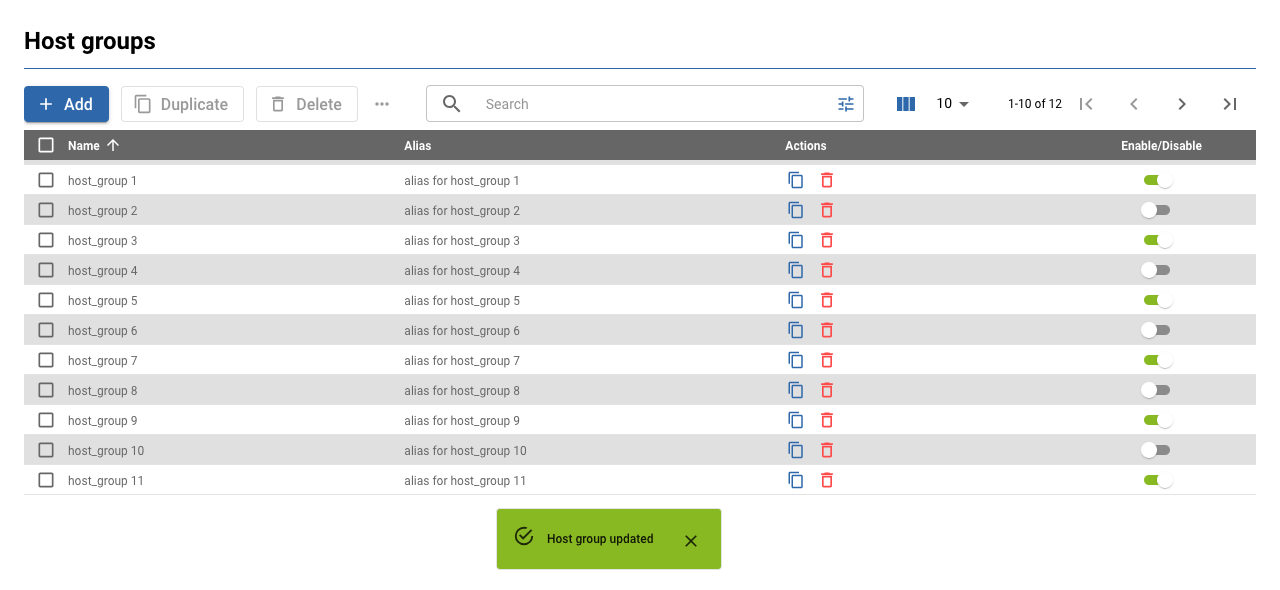 Host groups
Add Duplicate Delete Search 10 1-10 of 12
Name Alias Actions Enable/Disable
host_group 1 alias for host_group 1
host_group 2 alias for host_group 2
host_group 3 alias for host_group 3
host_group 4 alias for host_group 4
host_group 5 alias for host_group 5
host_group 6 alias for host_group 6
host_group 7 alias for host_group 7
host_group 8 alias for host_group 8
host_group 9 alias for host_group 9
host_group 10 alias for host_group 10
host_group 11 alias for host_group 11
Host group updated